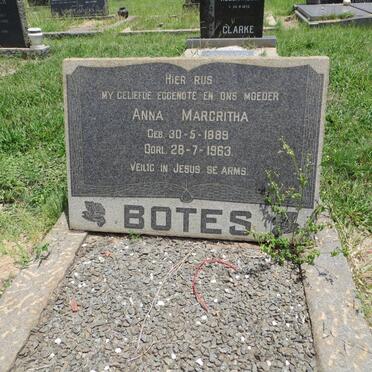 CLARKE
HIER RUS
MY GELIEFDE EGGENOTE EN ONS MOEDER
ANNA MARGRITHA
GEB. 30-5-1889
OORL. 28-7-1963
VEILIG IN JESUS SE ARMS.
BOTES